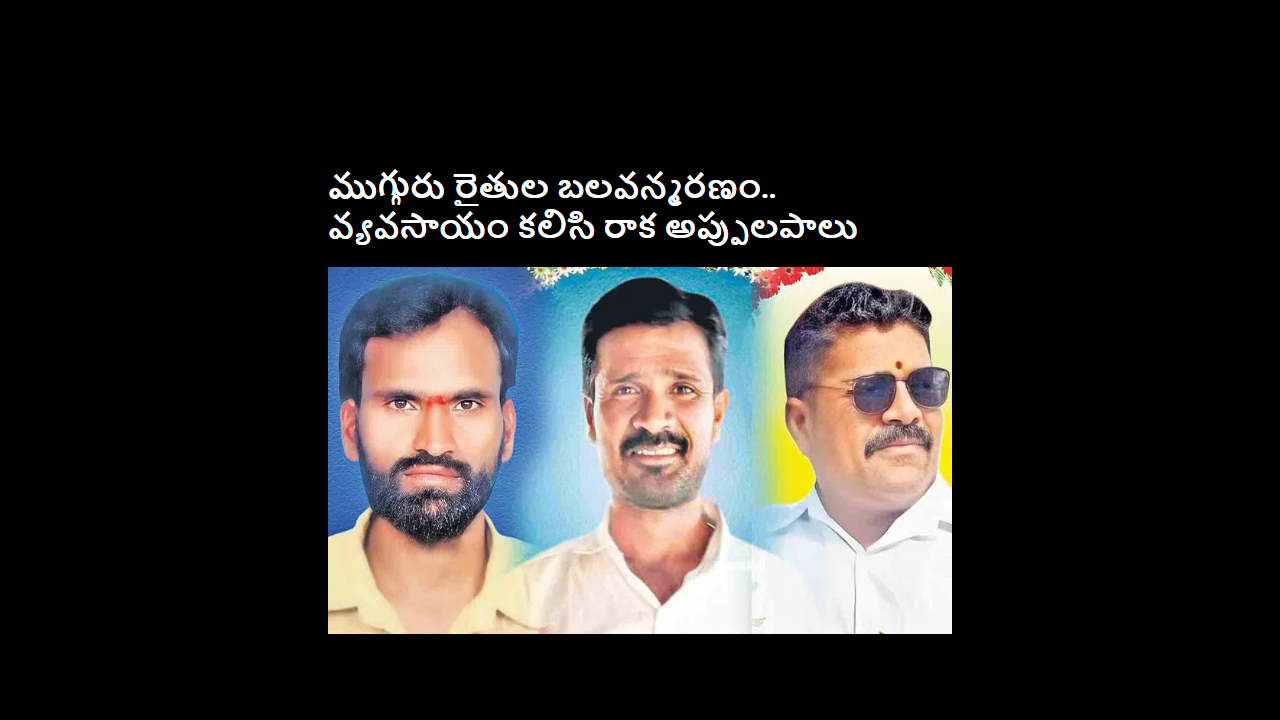 ముగ్గురు రైతుల బలవన్మరణం..
వ్యవసాయం కలిసి రాక అప్పులపాలు